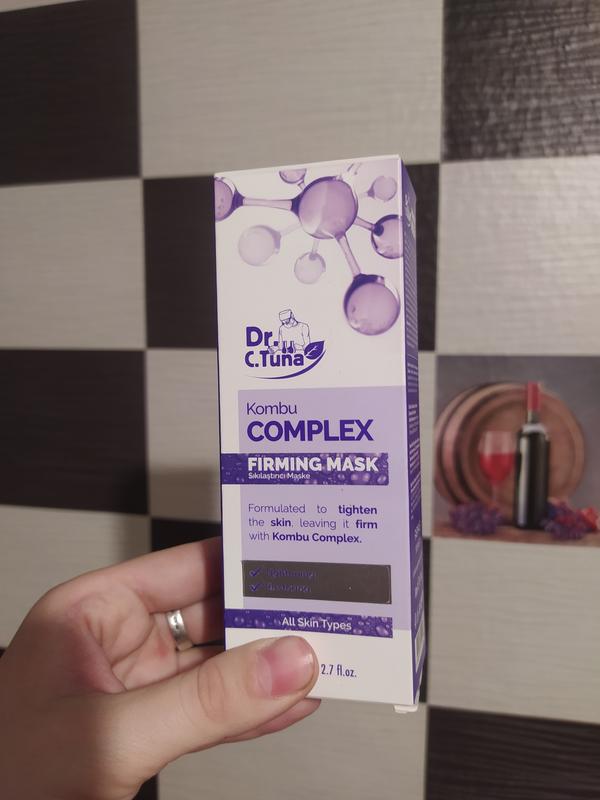 Dr.
C.Tuna
Kombu
COMPLEX
FIRMING MASK
Sıkılaştırıcı Maske
Formulated to tighten
the skin, leaving it firm
with Kombu Complex.
All Skin Types
2.7 fl.oz.